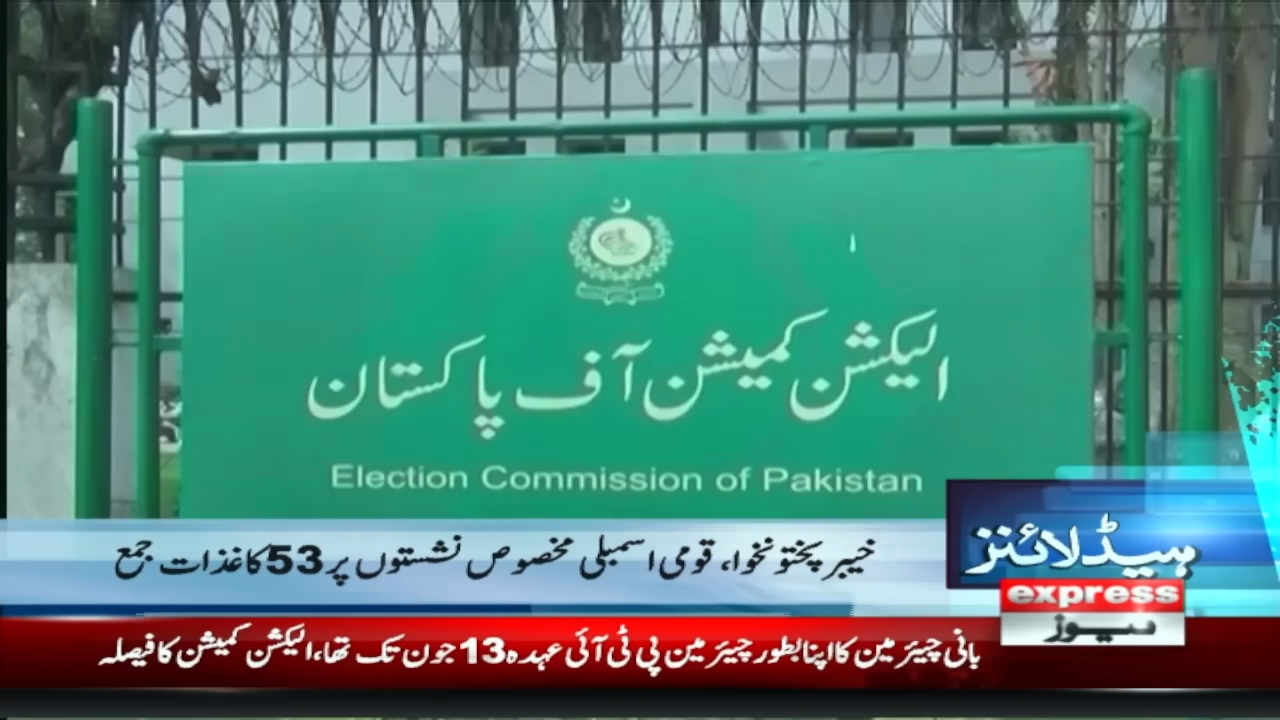 الیکشن کمیشن آف پاکستان
Election Commission of Pakistan
ہیڈلائنز
خیبر پختونخوا، قومی اسمبلی مخصوص نشستوں پر 53 کاغذات جمع
express
نیوز
بانی چیئرمین کا اپنا بطور چیئرمین پی ٹی آئی عہدہ 13 جون تک تھا، الیکشن کمیشن کا فیصلہ